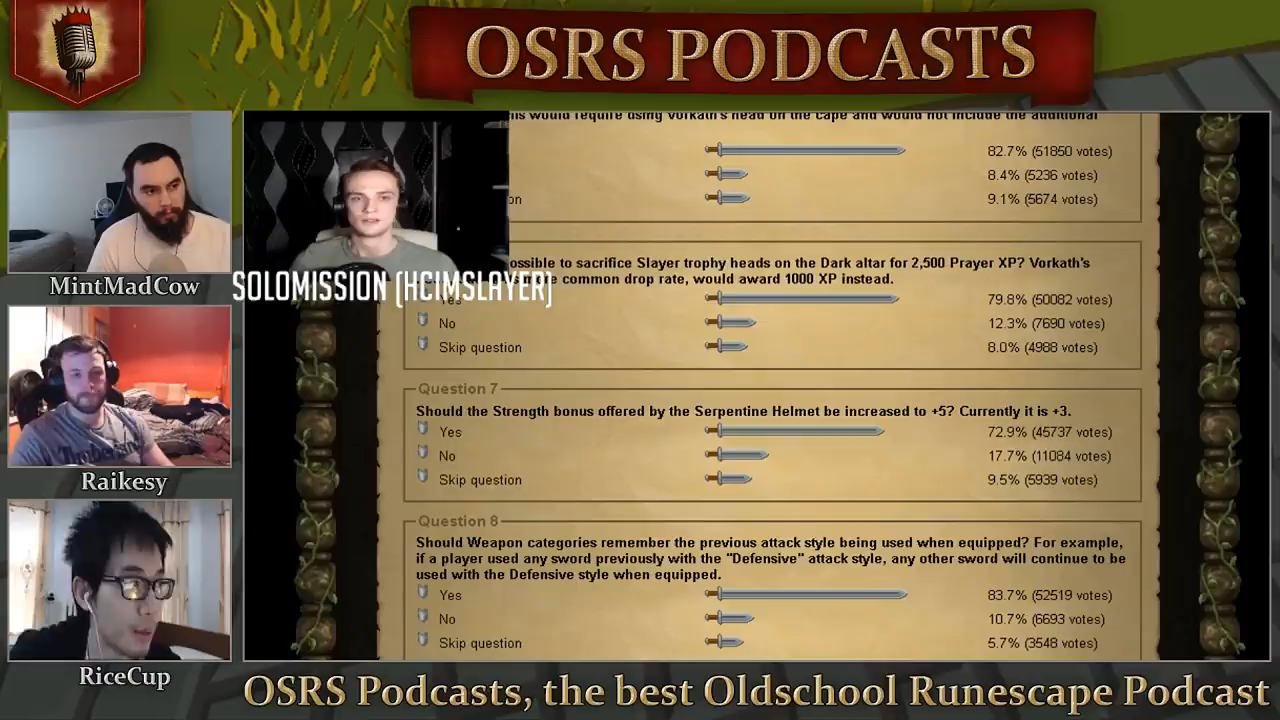 OSRS PODCASTS
MintMadCow
Raikesy
RiceCup
SOLOMISSION (HCIMSLAYER)
would require using Vorkath's head on the cape and would not include the additional
82.7% (51850 votes)
8.4% (5236 votes)
on 9.1% (5674 votes)
ossible to sacrifice Slayer trophy heads on the Dark altar for 2,500 Prayer XP? Vorkath's
common drop rate, would award 1000 XP instead.
Yes 79.8% (50082 votes)
No 12.3% (7690 votes)
Skip question 8.0% (4988 votes)
Question 7
Should the Strength bonus offered by the Serpentine Helmet be increased to +5? Currently it is +3.
Yes 72.9% (45737 votes)
No 17.7% (11084 votes)
Skip question 9.5% (5939 votes)
Question 8
Should Weapon categories remember the previous attack style being used when equipped? For example,
if a player used any sword previously with the "Defensive" attack style, any other sword will continue to be
used with the Defensive style when equipped.
Yes 83.7% (52519 votes)
No 10.7% (6693 votes)
Skip question 5.7% (3548 votes)
OSRS Podcasts, the best Oldschool Runescape Podcast